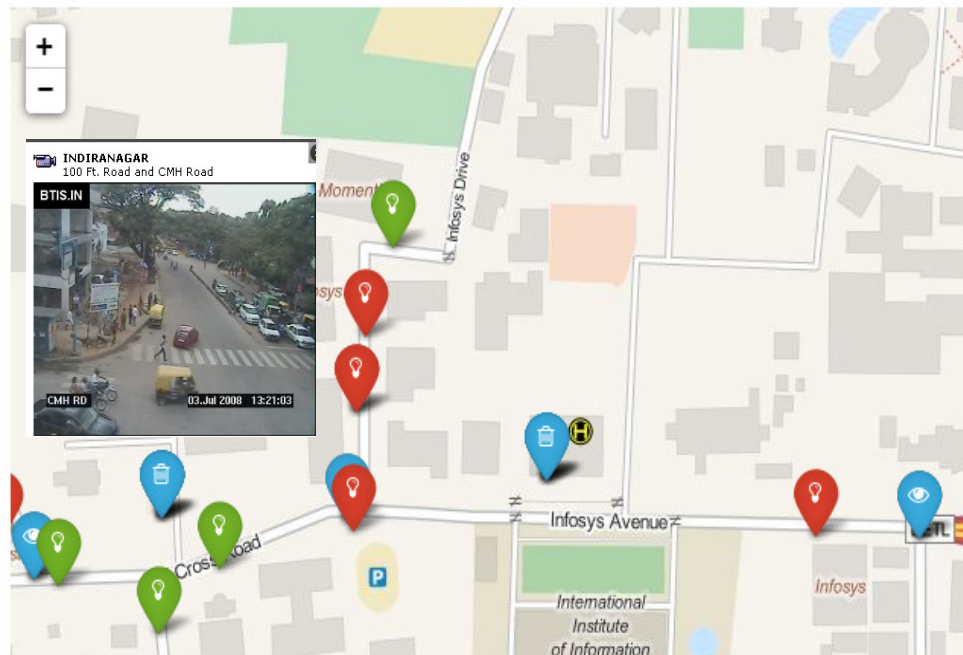 +
−
INDIRANAGAR
100 Ft. Road and CMH Road
BTIS.IN
CMH RD
03.Jul 2008 13:21:03
Infosys Drive
H
Infosys Avenue
Cross Road
P
Infosys
International
Institute
of Information